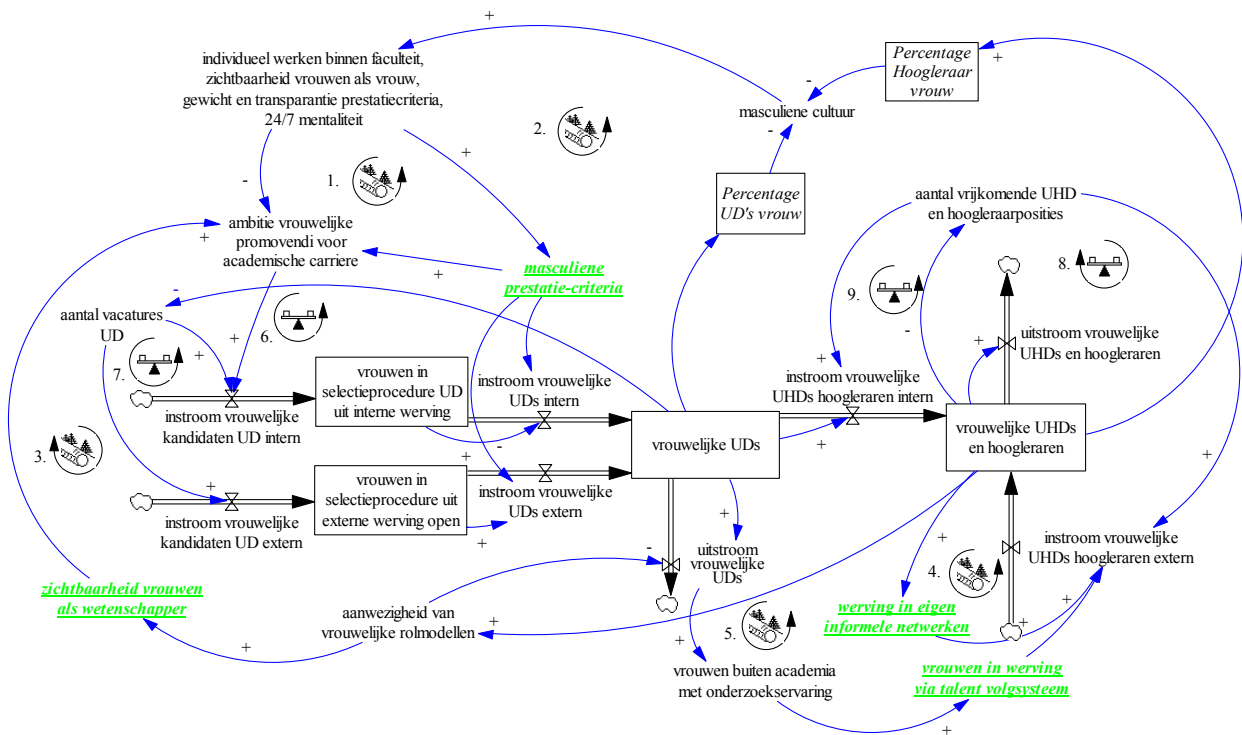 individueel werken binnen faculteit,
zichtbaarheid vrouwen als vrouw,
gewicht en transparantie prestatiecriteria,
24/7 mentaliteit
Percentage
Hoogleraar
vrouw
masculiene cultuur
Percentage
UD's vrouw
aantal vrijkomende UHD
en hoogleraarposities
1.
2.
ambitie vrouwelijke
promovendi voor
academische carriere
masculiene
prestatie-criteria
aantal vacatures
UD
6.
7.
8.
9.
vrouwen in
selectieprocedure UD
uit interne werving
instroom vrouwelijke
kandidaten UD intern
instroom vrouwelijke
UDs intern
instroom vrouwelijke
UHDs hoogleraren intern
uitstroom vrouwelijke
UHDs en hoogleraren
vrouwelijke UDs
vrouwelijke UHDs
en hoogleraren
3.
vrouwen in
selectieprocedure uit
externe werving open
instroom vrouwelijke
kandidaten UD extern
instroom vrouwelijke
UDs extern
uitstroom
vrouwelijke
UDs
instroom vrouwelijke
UHDs hoogleraren extern
4.
zichtbaarheid vrouwen
als wetenschapper
aanwezigheid van
vrouwelijke rolmodellen
5.
werving in eigen
informele netwerken
vrouwen buiten academia
met onderzoekservaring
vrouwen in werving
via talent volgsysteem